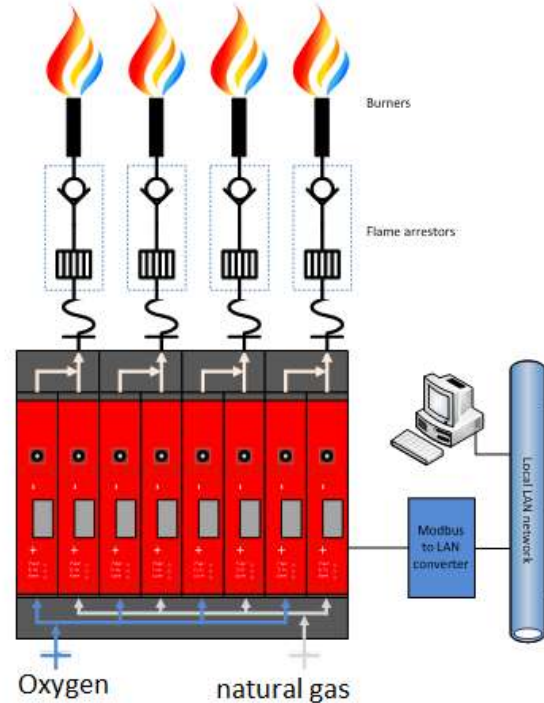 Burners
Flame arrestors
Local LAN network
Modbus
to LAN
converter
Oxygen
natural gas